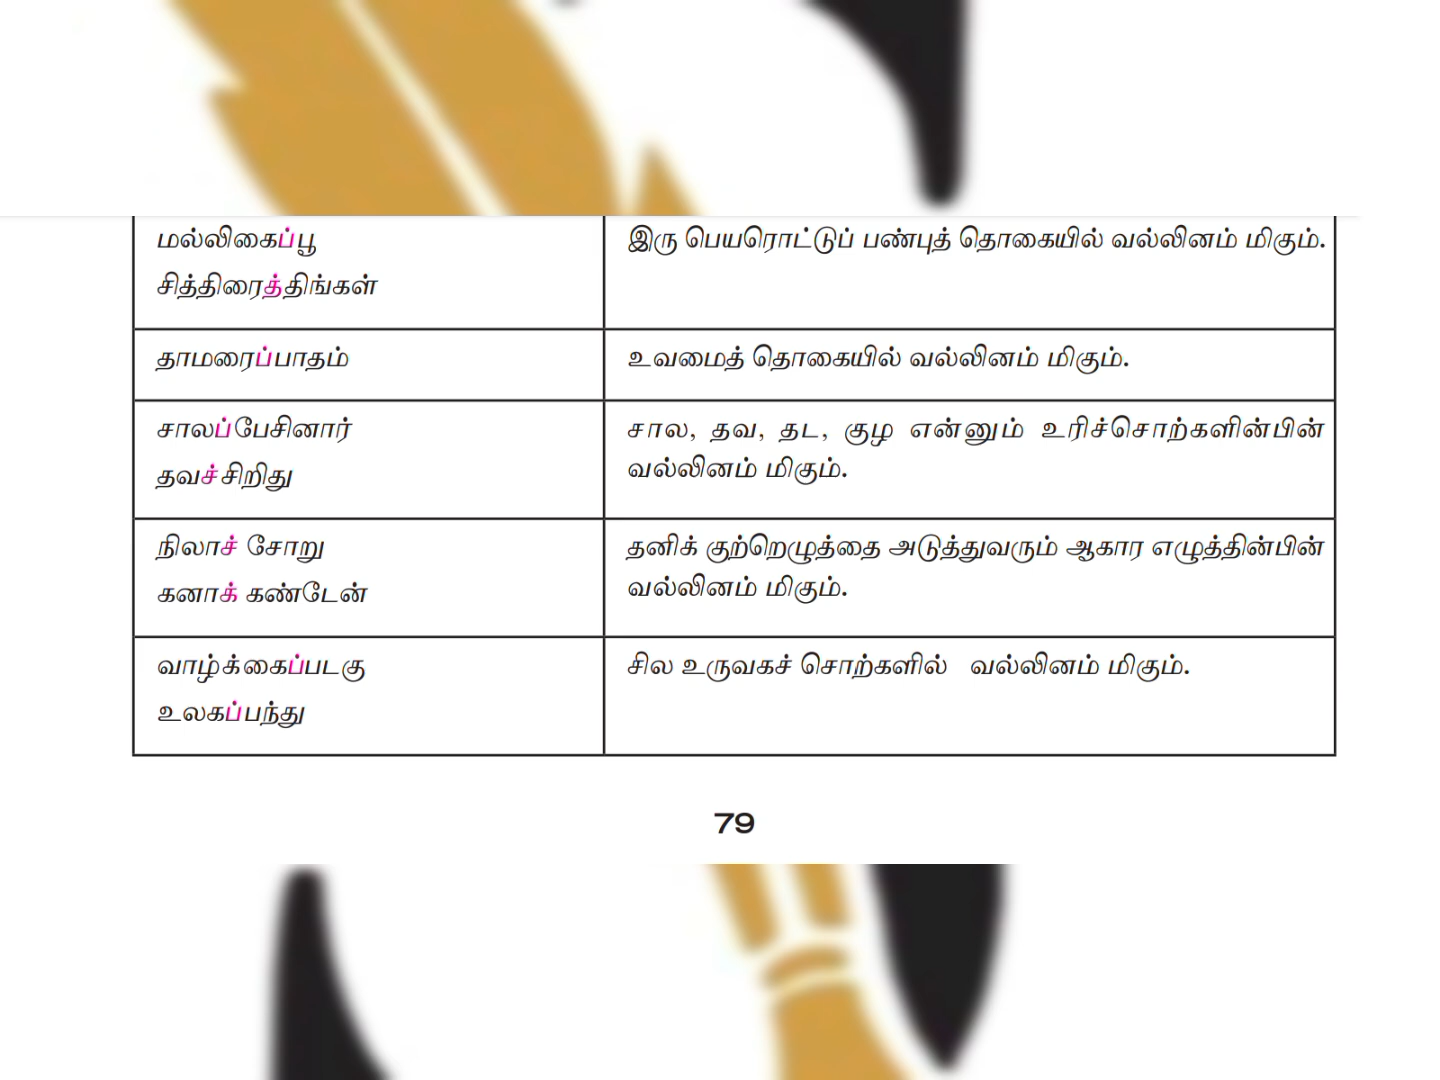 மல்லிகைப்பூ
சித்திரைத்திங்கள்
இரு பெயரொட்டுப் பண்புத் தொகையில் வல்லினம் மிகும்.
தாமரைப்பாதம்
உவமைத் தொகையில் வல்லினம் மிகும்.
சாலப்பேசினார்
தவச்சிறிது
சால, தவ, தட, குழ என்னும் உரிச்சொற்களின்பின்
வல்லினம் மிகும்.
நிலாச் சோறு
கனாக் கண்டேன்
தனிக் குற்றெழுத்தை அடுத்துவரும் ஆகார எழுத்தின்பின்
வல்லினம் மிகும்.
வாழ்க்கைப்படகு
உலகப்பந்து
சில உருவகச் சொற்களில் வல்லினம் மிகும்.
79